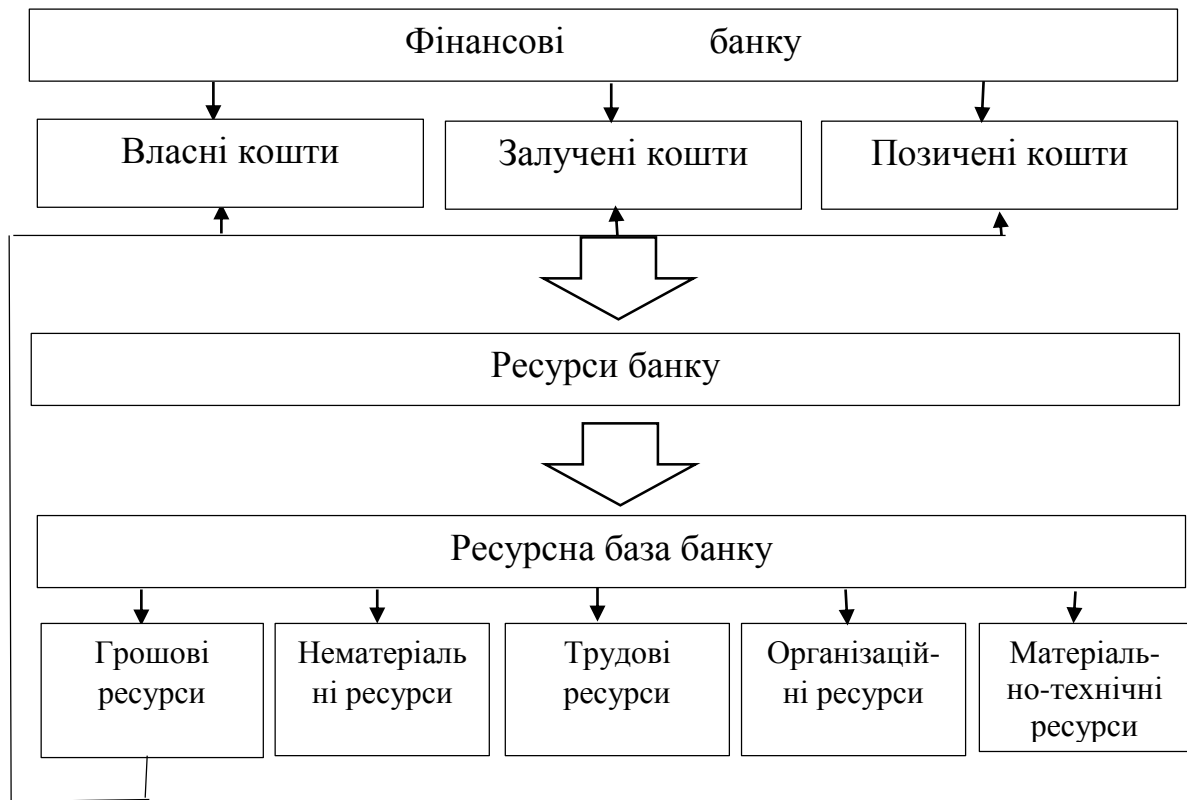 Фінансові банку
Власні кошти
Залучені кошти
Позичені кошти
Ресурси банку
Ресурсна база банку
Грошові
ресурси
Нематеріаль
ні ресурси
Трудові
ресурси
Організацій-
ні ресурси
Матеріаль-
но-технічні
ресурси